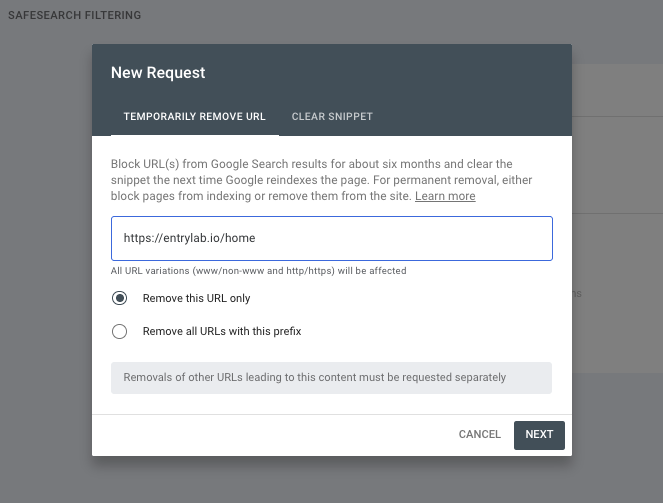 SAFESEARCH FILTERING
New Request
TEMPORARILY REMOVE URL CLEAR SNIPPET
Block URL(s) from Google Search results for about six months and clear the
snippet the next time Google reindexes the page. For permanent removal, either
block pages from indexing or remove them from the site. Learn more
https://entrylab.io/home
All URL variations (www/non-www and http/https) will be affected
Remove this URL only
Remove all URLs with this prefix
Removals of other URLs leading to this content must be requested separately
CANCEL NEXT